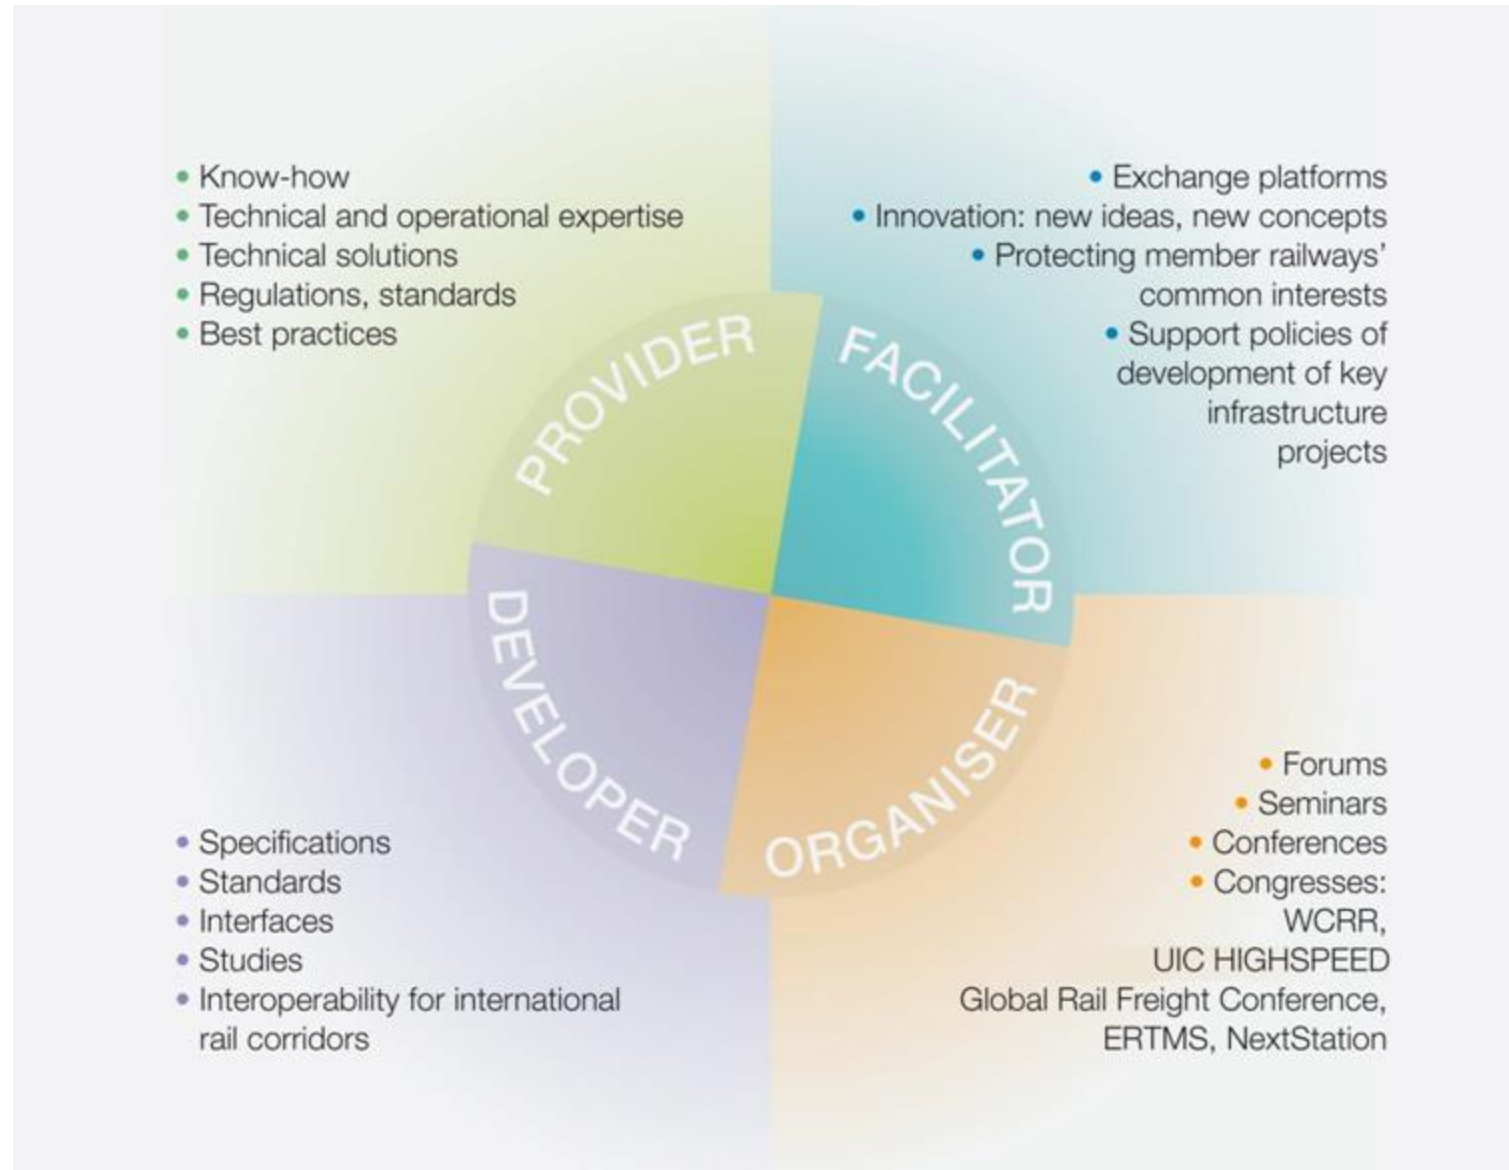 • Know-how
• Technical and operational expertise
• Technical solutions
• Regulations, standards
• Best practices
• Exchange platforms
• Innovation: new ideas, new concepts
• Protecting member railways’
common interests
• Support policies of
development of key
infrastructure
projects
PROVIDER
FACILITATOR
DEVELOPER
ORGANISER
• Specifications
• Standards
• Interfaces
• Studies
• Interoperability for international
rail corridors
• Forums
• Seminars
• Conferences
• Congresses:
WCRR,
UIC HIGHSPEED
Global Rail Freight Conference,
ERTMS, NextStation